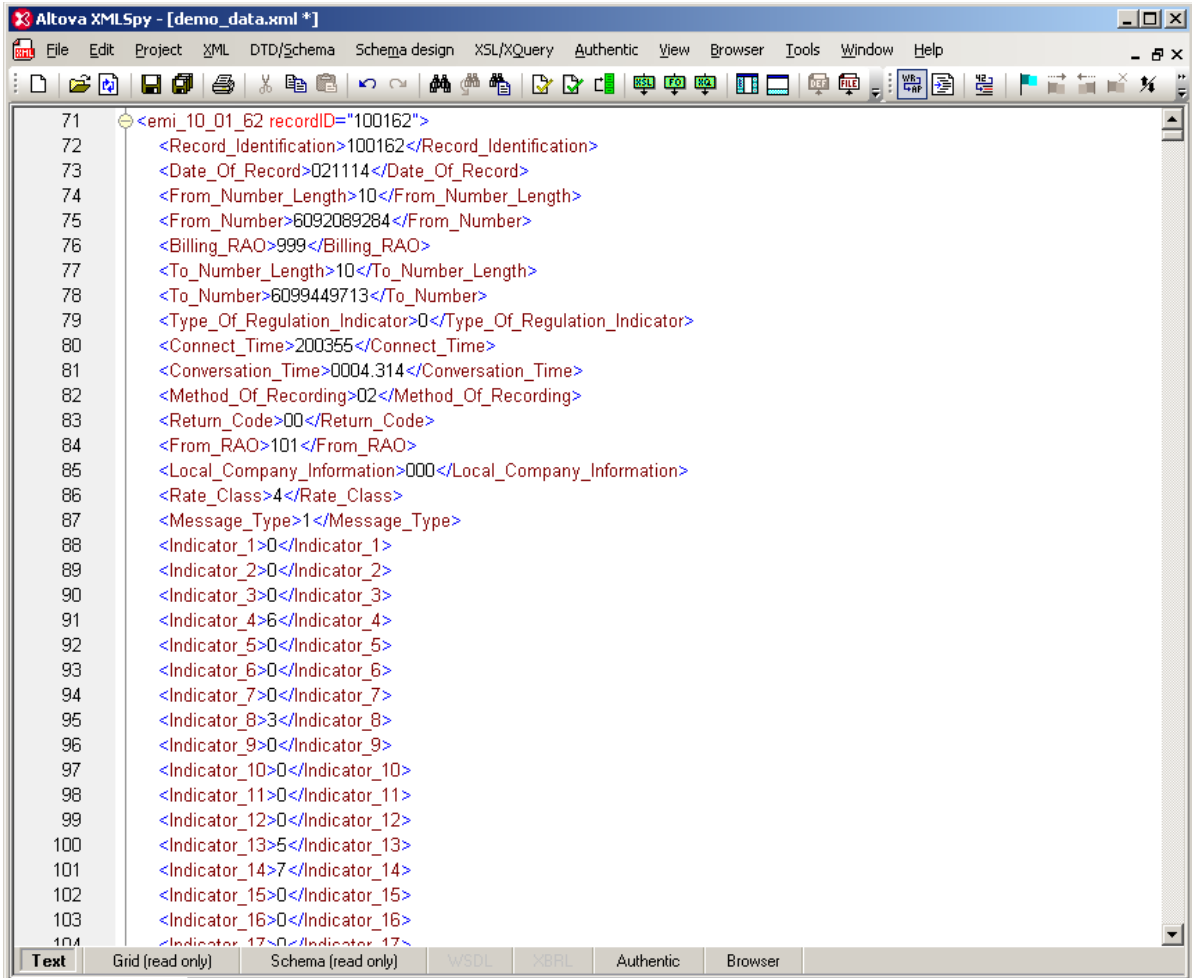 Altova XMLSpy - [demo_data.xml *]
File Edit Project XML DTD/Schema Schema design XSL/XQuery Authentic View Browser Tools Window Help
71 <emi_10_01_62 recordID="100162">
72 <Record_Identification>100162</Record_Identification>
73 <Date_Of_Record>021114</Date_Of_Record>
74 <From_Number_Length>10</From_Number_Length>
75 <From_Number>6092089284</From_Number>
76 <Billing_RAO>999</Billing_RAO>
77 <To_Number_Length>10</To_Number_Length>
78 <To_Number>6099449713</To_Number>
79 <Type_Of_Regulation_Indicator>0</Type_Of_Regulation_Indicator>
80 <Connect_Time>200355</Connect_Time>
81 <Conversation_Time>0004.314</Conversation_Time>
82 <Method_Of_Recording>02</Method_Of_Recording>
83 <Return_Code>00</Return_Code>
84 <From_RAO>101</From_RAO>
85 <Local_Company_Information>000</Local_Company_Information>
86 <Rate_Class>4</Rate_Class>
87 <Message_Type>1</Message_Type>
88 <Indicator_1>0</Indicator_1>
89 <Indicator_2>0</Indicator_2>
90 <Indicator_3>0</Indicator_3>
91 <Indicator_4>6</Indicator_4>
92 <Indicator_5>0</Indicator_5>
93 <Indicator_6>0</Indicator_6>
94 <Indicator_7>0</Indicator_7>
95 <Indicator_8>3</Indicator_8>
96 <Indicator_9>0</Indicator_9>
97 <Indicator_10>0</Indicator_10>
98 <Indicator_11>0</Indicator_11>
99 <Indicator_12>0</Indicator_12>
100 <Indicator_13>5</Indicator_13>
101 <Indicator_14>7</Indicator_14>
102 <Indicator_15>0</Indicator_15>
103 <Indicator_16>0</Indicator_16>
104 <Indicator_17>0</Indicator_17>
Text Grid (read only) Schema (read only) WSDL XBRL Authentic Browser